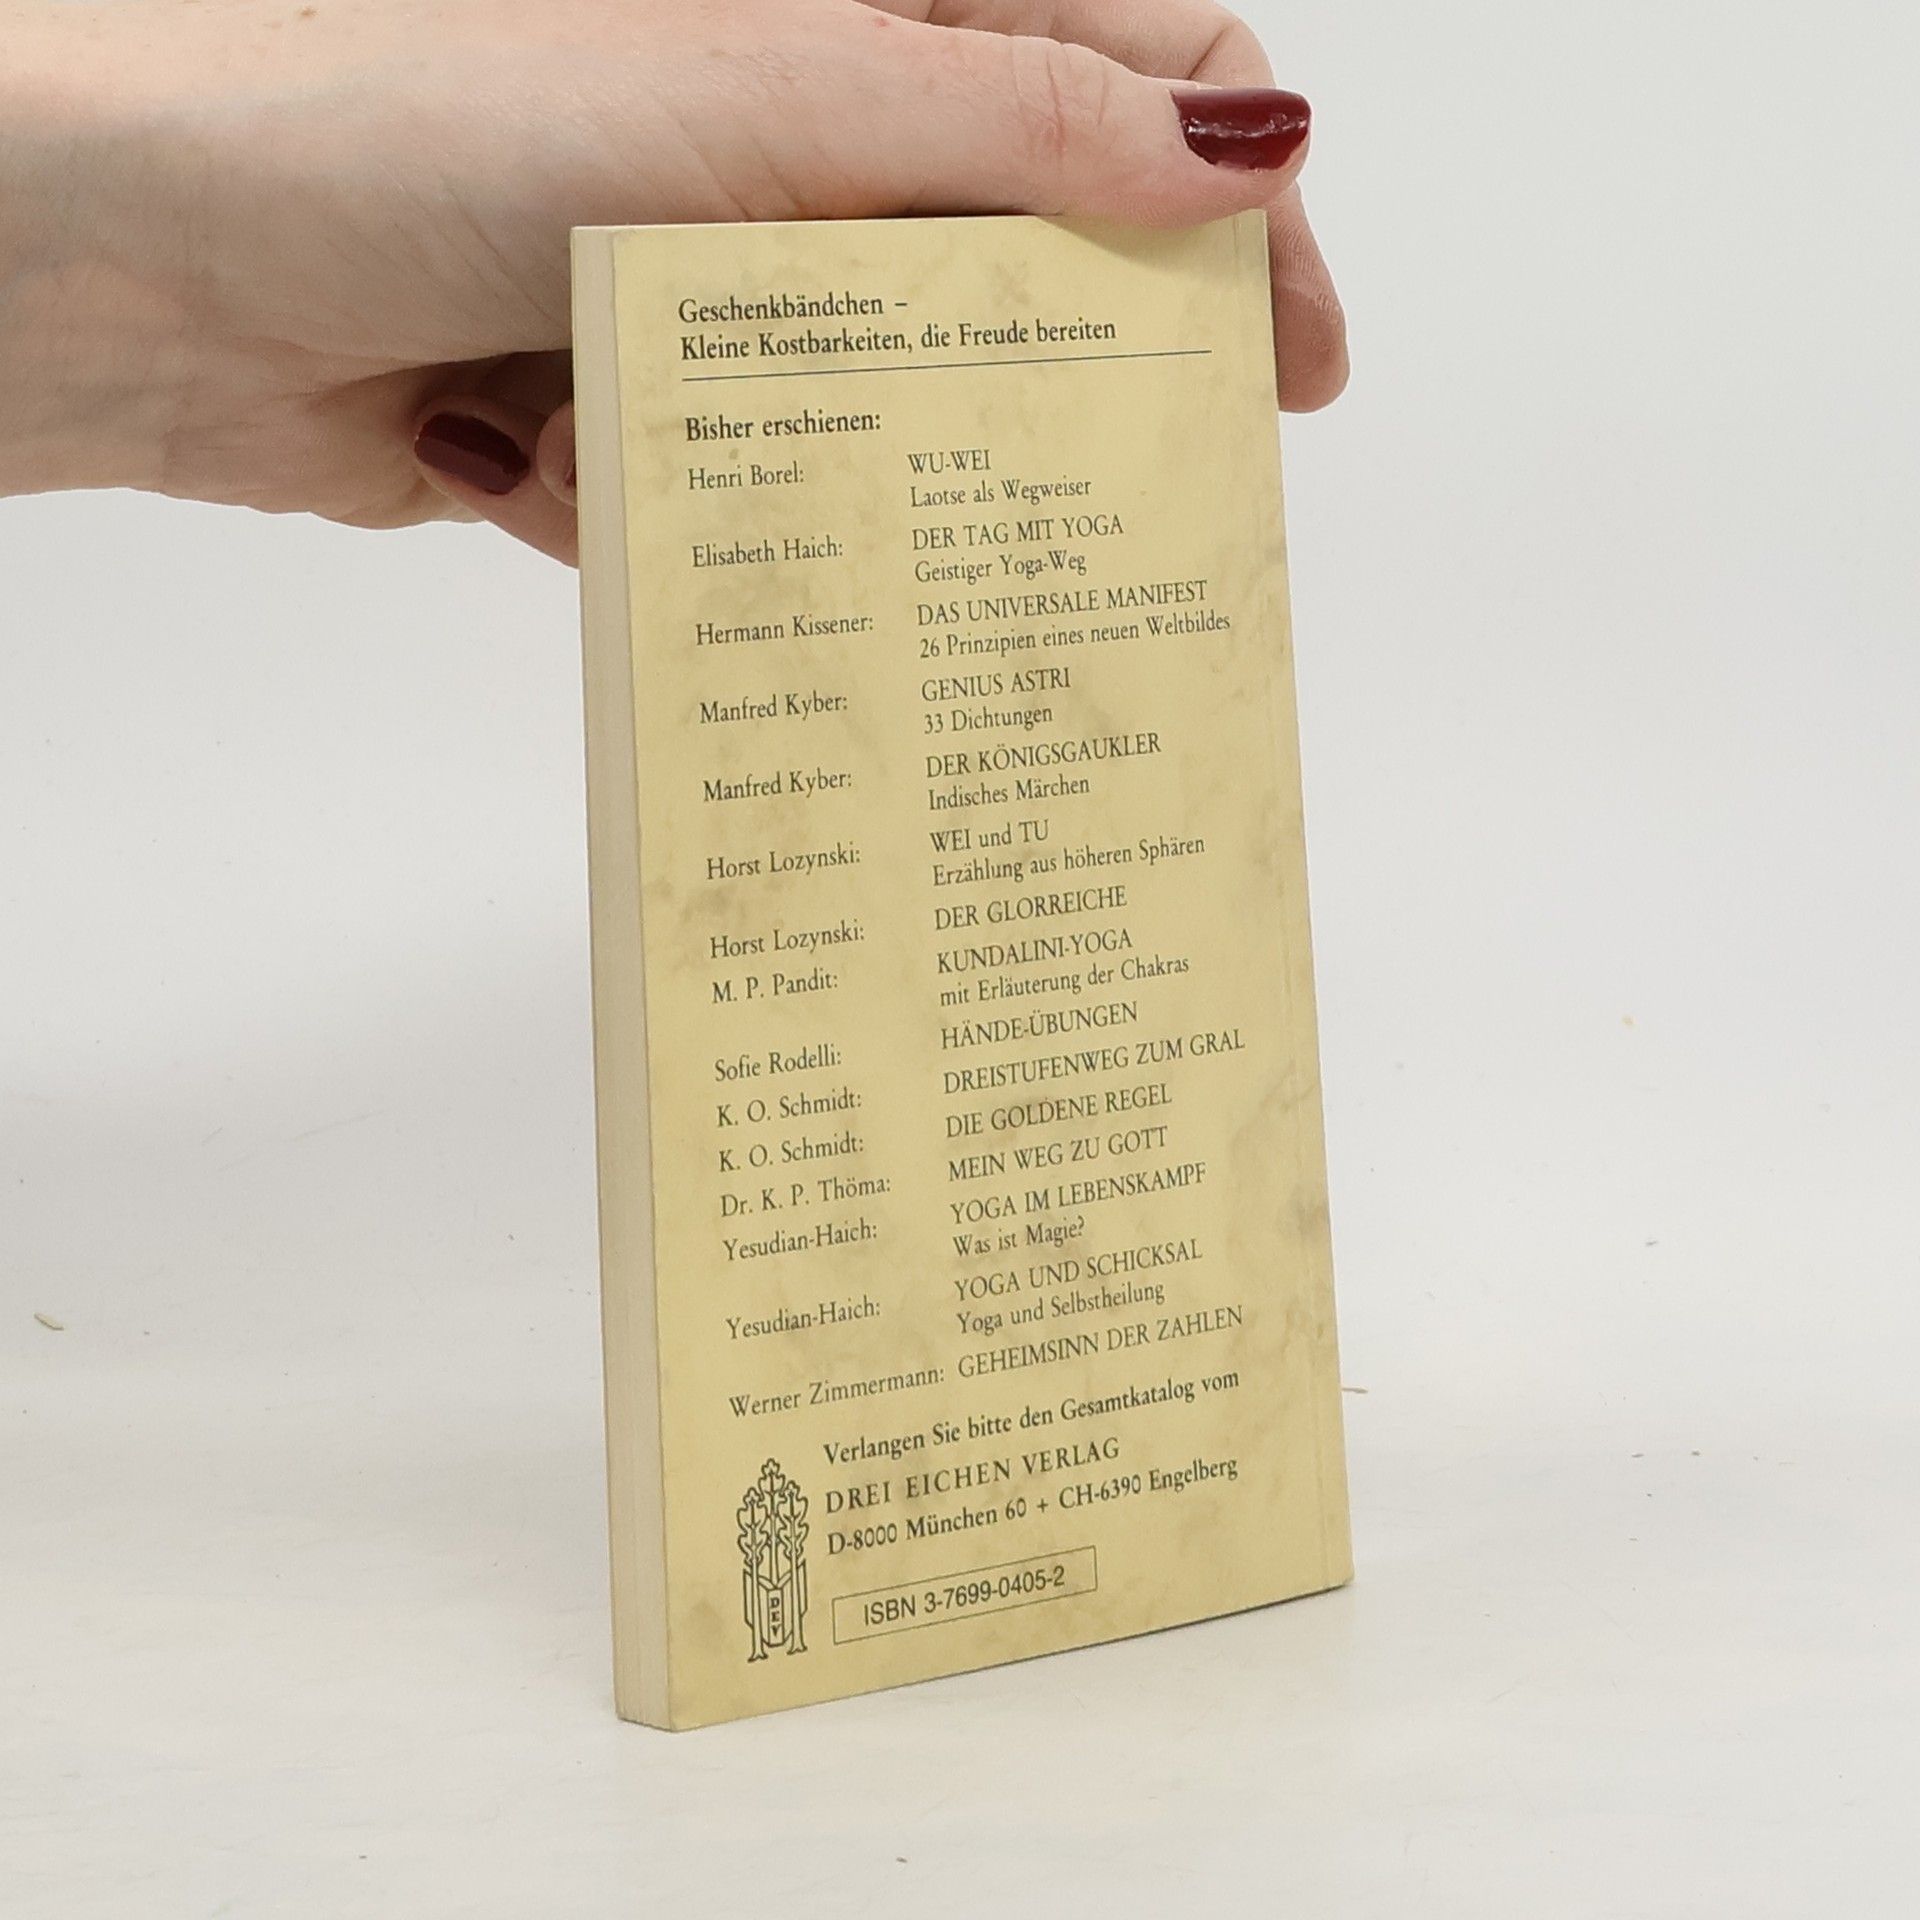 Geschenkbändchen –
Kleine Kostbarkeiten, die Freude bereiten
Bisher erschienen:
Henri Borel: WU-WEI
Laotse als Wegweiser
Elisabeth Haich: DER TAG MIT YOGA
Geistiger Yoga-Weg
Hermann Kissener: DAS UNIVERSALE MANIFEST
26 Prinzipien eines neuen Weltbildes
Manfred Kyber: GENIUS ASTRI
33 Dichtungen
Manfred Kyber: DER KÖNIGSGAUKLER
Indisches Märchen
Horst Lozynski: WEI und TU
Erzählung aus höheren Sphären
Horst Lozynski: DER GLORREICHE
M. P. Pandit: KUNDALINI-YOGA
mit Erläuterung der Chakras
Sofie Rodelli: HÄNDE-ÜBUNGEN
K. O. Schmidt: DREISTUFENWEG ZUM GRAL
K. O. Schmidt: DIE GOLDENE REGEL
Dr. K. P. Thöma: MEIN WEG ZU GOTT
Yesudian-Haich: YOGA IM LEBENSKAMPF
Was ist Magie?
Yesudian-Haich: YOGA UND SCHICKSAL
Yoga und Selbstheilung
Werner Zimmermann: GEHEIMSINN DER ZAHLEN
Verlangen Sie bitte den Gesamtkatalog vom
DREI EICHEN VERLAG
D-8000 München 60 + CH-6390 Engelberg
DEV
ISBN 3-7699-0405-2